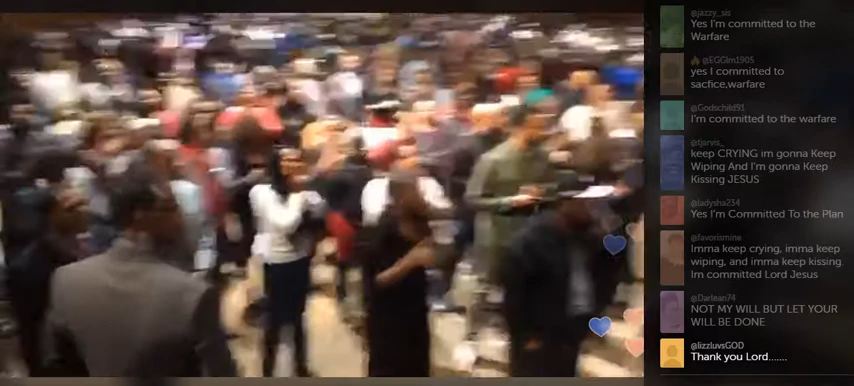 @jazzy_sis
Yes I'm committed to the
Warfare
@EGGlm1905
yes I committed to
sacfice,warfare
@Godschild91
I'm committed to the warfare
@tjarvis_
keep CRYING im gonna Keep
Wiping And I'm gonna Keep
Kissing JESUS
@ladysha234
Yes I'm Committed To the Plan
@favorismine
Imma keep crying, imma keep
wiping, and imma keep kissing.
Im committed Lord Jesus
@Darlean74
NOT MY WILL BUT LET YOUR
WILL BE DONE
@lizzluvsGOD
Thank you Lord.......